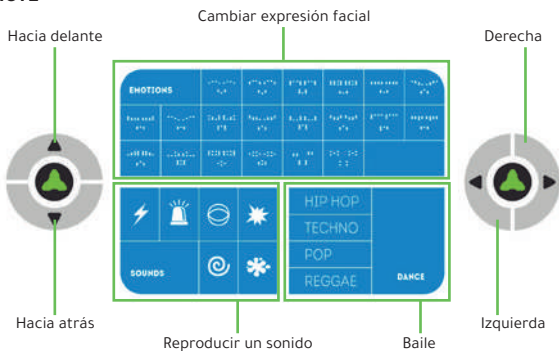 Cambiar expresión facial
Hacia delante
Derecha
EMOTIONS
HIP HOP
TECHNO
POP
REGGAE
SOUNDS
DANCE
Hacia atrás
Izquierda
Reproducir un sonido
Baile